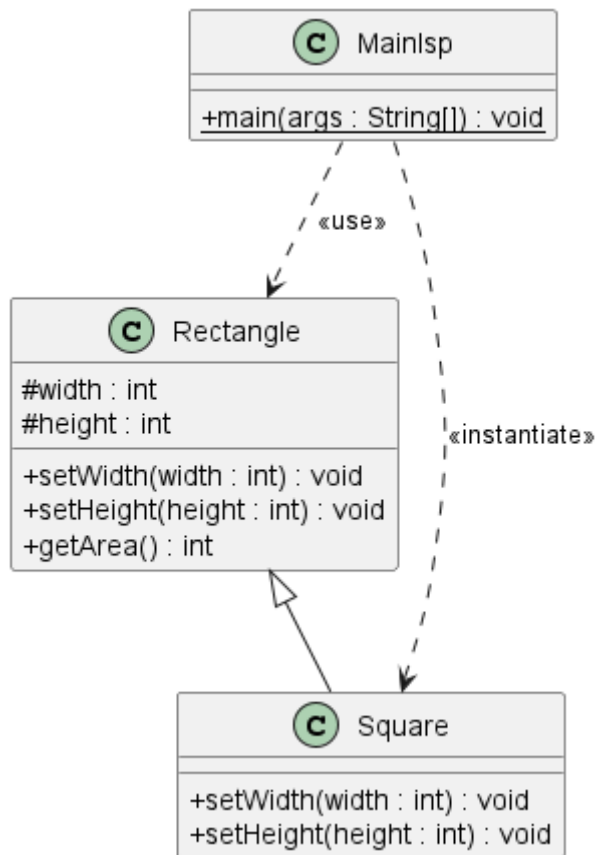 C MainIsp
+main(args : String[]) : void
«use»
C Rectangle
#width : int
#height : int
«instantiate»
+setWidth(width : int) : void
+setHeight(height : int) : void
+getArea() : int
C Square
+setWidth(width : int) : void
+setHeight(height : int) : void